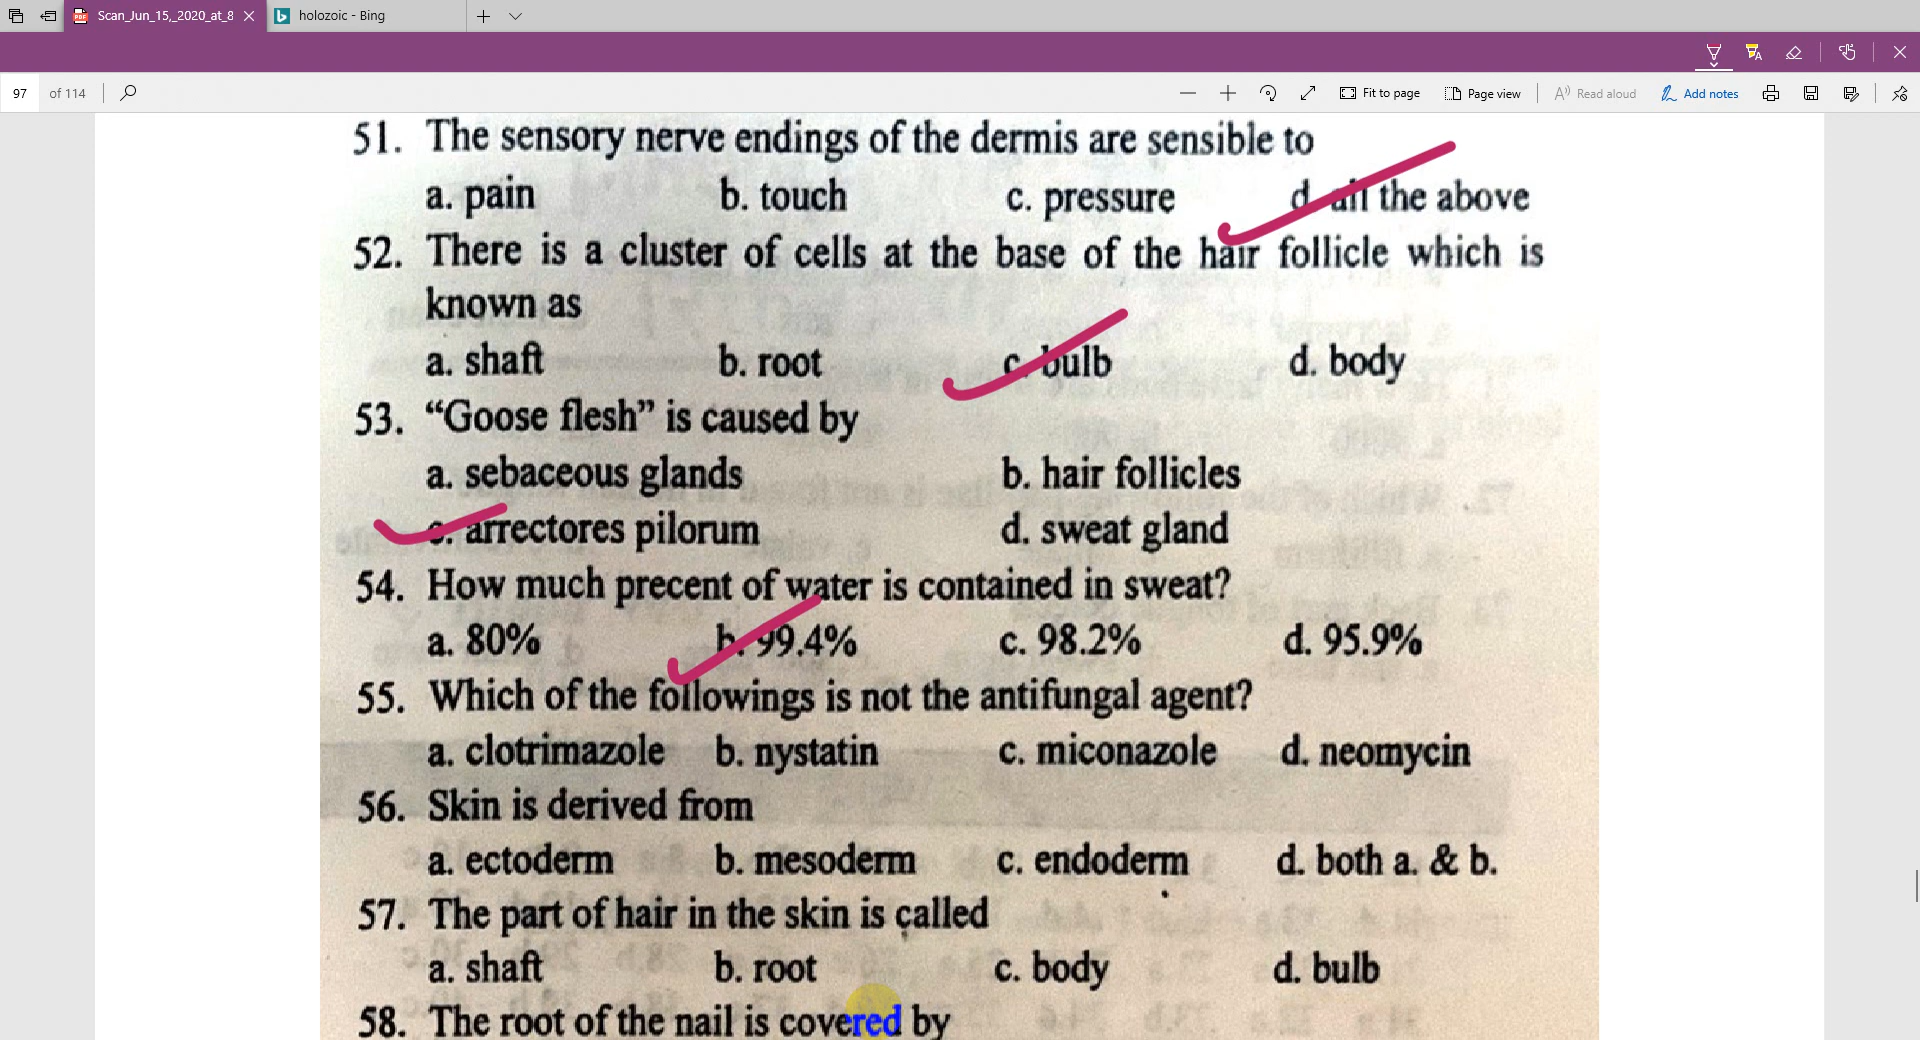 Scan_Jun_15,_2020_at_8
holozoic - Bing
97 of 114
Fit to page
Page view
Read aloud
Add notes
51. The sensory nerve endings of the dermis are sensible to
a. pain b. touch c. pressure d. all the above
52. There is a cluster of cells at the base of the hair follicle which is
known as
a. shaft b. root c. bulb d. body
53. “Goose flesh” is caused by
a. sebaceous glands b. hair follicles
c. arrectores pilorum d. sweat gland
54. How much precent of water is contained in sweat?
a. 80% b. 99.4% c. 98.2% d. 95.9%
55. Which of the followings is not the antifungal agent?
a. clotrimazole b. nystatin c. miconazole d. neomycin
56. Skin is derived from
a. ectoderm b. mesoderm c. endoderm d. both a. & b.
57. The part of hair in the skin is called
a. shaft b. root c. body d. bulb
58. The root of the nail is covered by